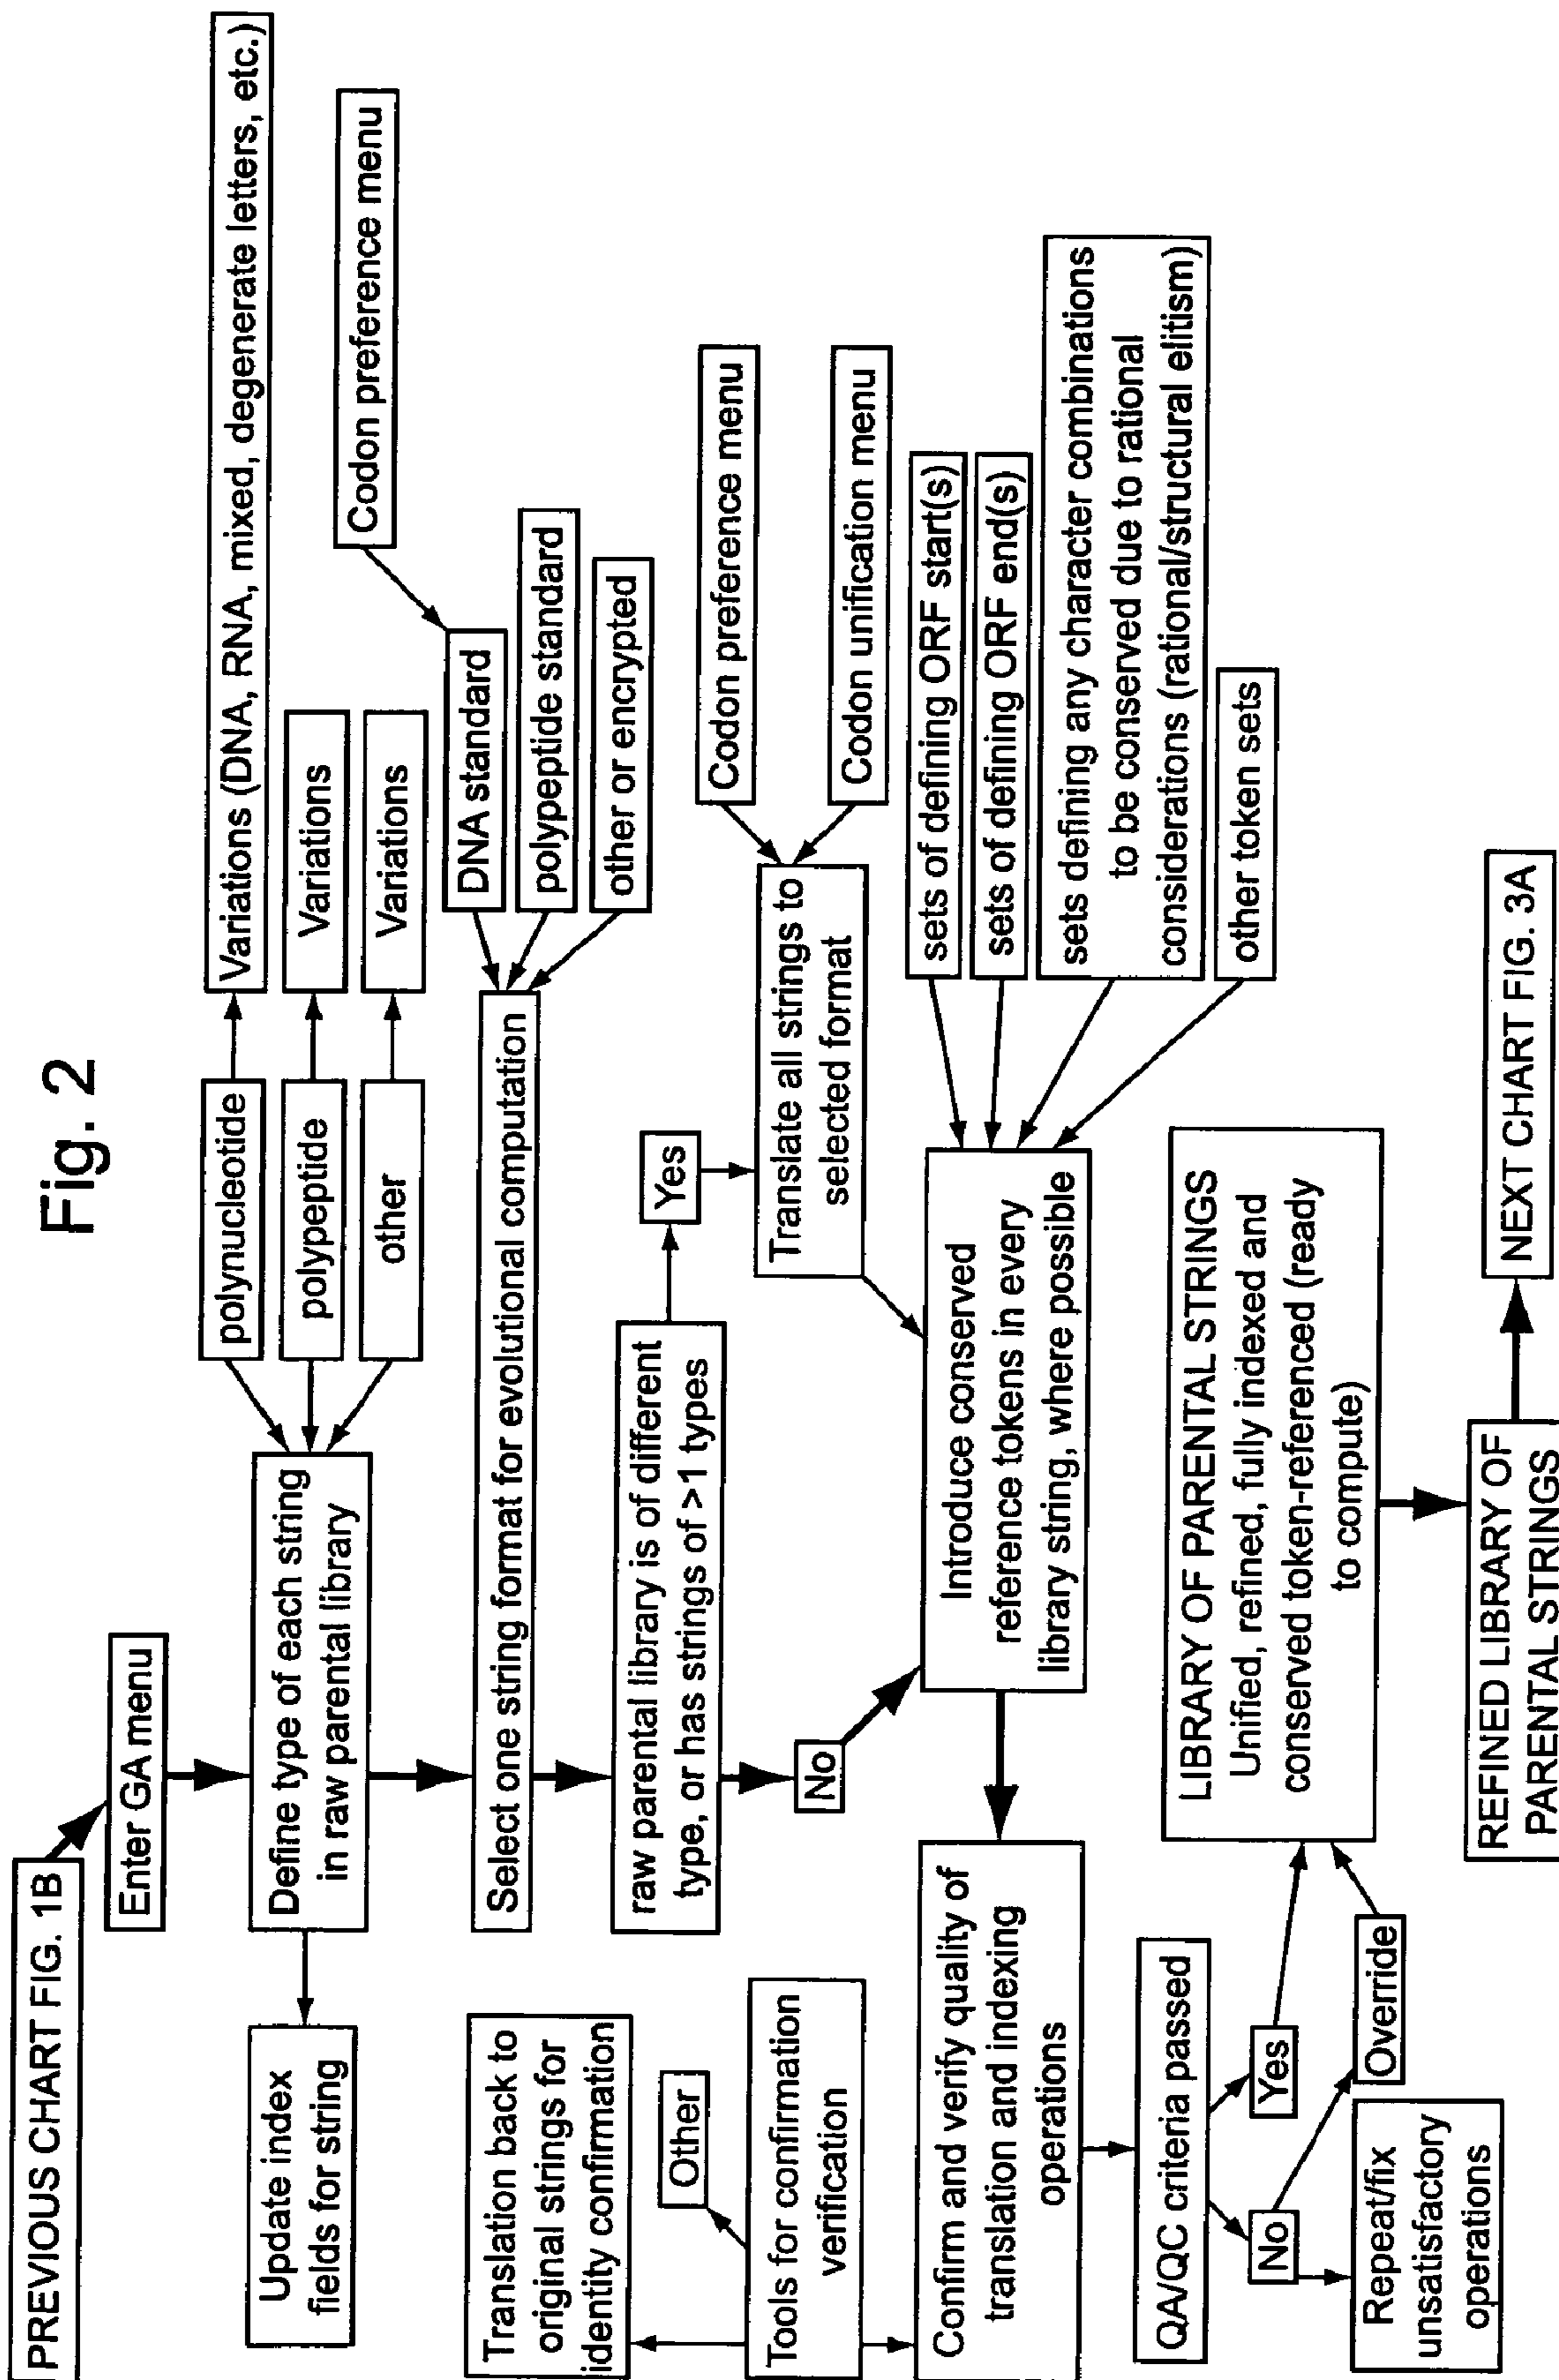 Fig. 2
PREVIOUS CHART FIG. 1B
Enter GA menu
Update index
fields for string
Define type of each string
in raw parental library
polynucleotide
Variations (DNA, RNA, mixed, degenerate letters, etc.)
polypeptide
Variations
other
Variations
Codon preference menu
Select one string format for evolutional computation
DNA standard
polypeptide standard
other or encrypted
Translation back to
original strings for
identity confirmation
raw parental library is of different
type, or has strings of >1 types
Yes
Other
Codon preference menu
Tools for confirmation
verification
No
Translate all strings to
selected format
Codon unification menu
Confirm and verify quality of
translation and indexing
operations
Introduce conserved
reference tokens in every
library string, where possible
sets of defining ORF start(s)
sets of defining ORF end(s)
sets defining any character combinations
to be conserved due to rational
considerations (rational/structural elitism)
other token sets
QA/QC criteria passed
Yes
No
Override
Repeat/fix
unsatisfactory
operations
LIBRARY OF PARENTAL STRINGS
Unified, refined, fully indexed and
conserved token-referenced (ready
to compute)
REFINED LIBRARY OF
PARENTAL STRINGS
NEXT CHART FIG. 3A